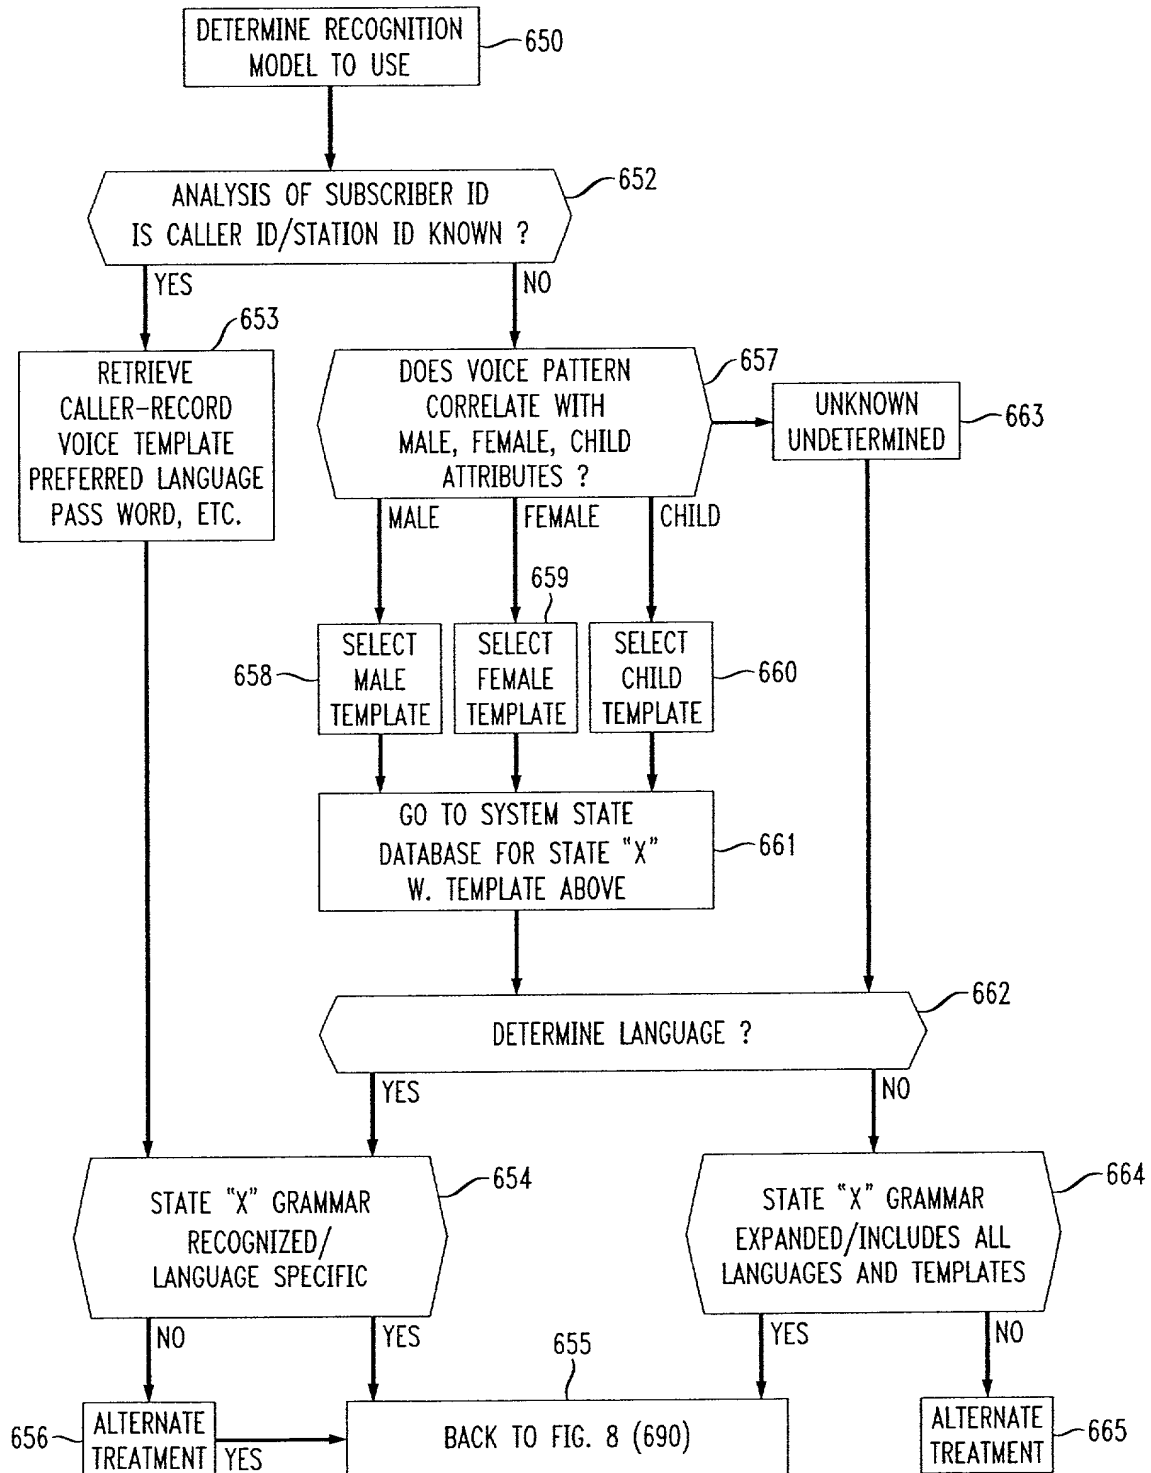 DETERMINE RECOGNITION
MODEL TO USE
650
ANALYSIS OF SUBSCRIBER ID
IS CALLER ID/STATION ID KNOWN ?
652
YES
NO
653
RETRIEVE
CALLER-RECORD
VOICE TEMPLATE
PREFERRED LANGUAGE
PASS WORD, ETC.
DOES VOICE PATTERN
CORRELATE WITH
MALE, FEMALE, CHILD
ATTRIBUTES ?
657
UNKNOWN
UNDETERMINED
663
MALE
FEMALE
CHILD
658
SELECT
MALE
TEMPLATE
659
SELECT
FEMALE
TEMPLATE
SELECT
CHILD
TEMPLATE
660
GO TO SYSTEM STATE
DATABASE FOR STATE "X"
W. TEMPLATE ABOVE
661
DETERMINE LANGUAGE ?
662
YES
NO
STATE "X" GRAMMAR
RECOGNIZED/
LANGUAGE SPECIFIC
654
STATE "X" GRAMMAR
EXPANDED/INCLUDES ALL
LANGUAGES AND TEMPLATES
664
NO
YES
YES
NO
656
ALTERNATE
TREATMENT
YES
655
BACK TO FIG. 8 (690)
ALTERNATE
TREATMENT
665